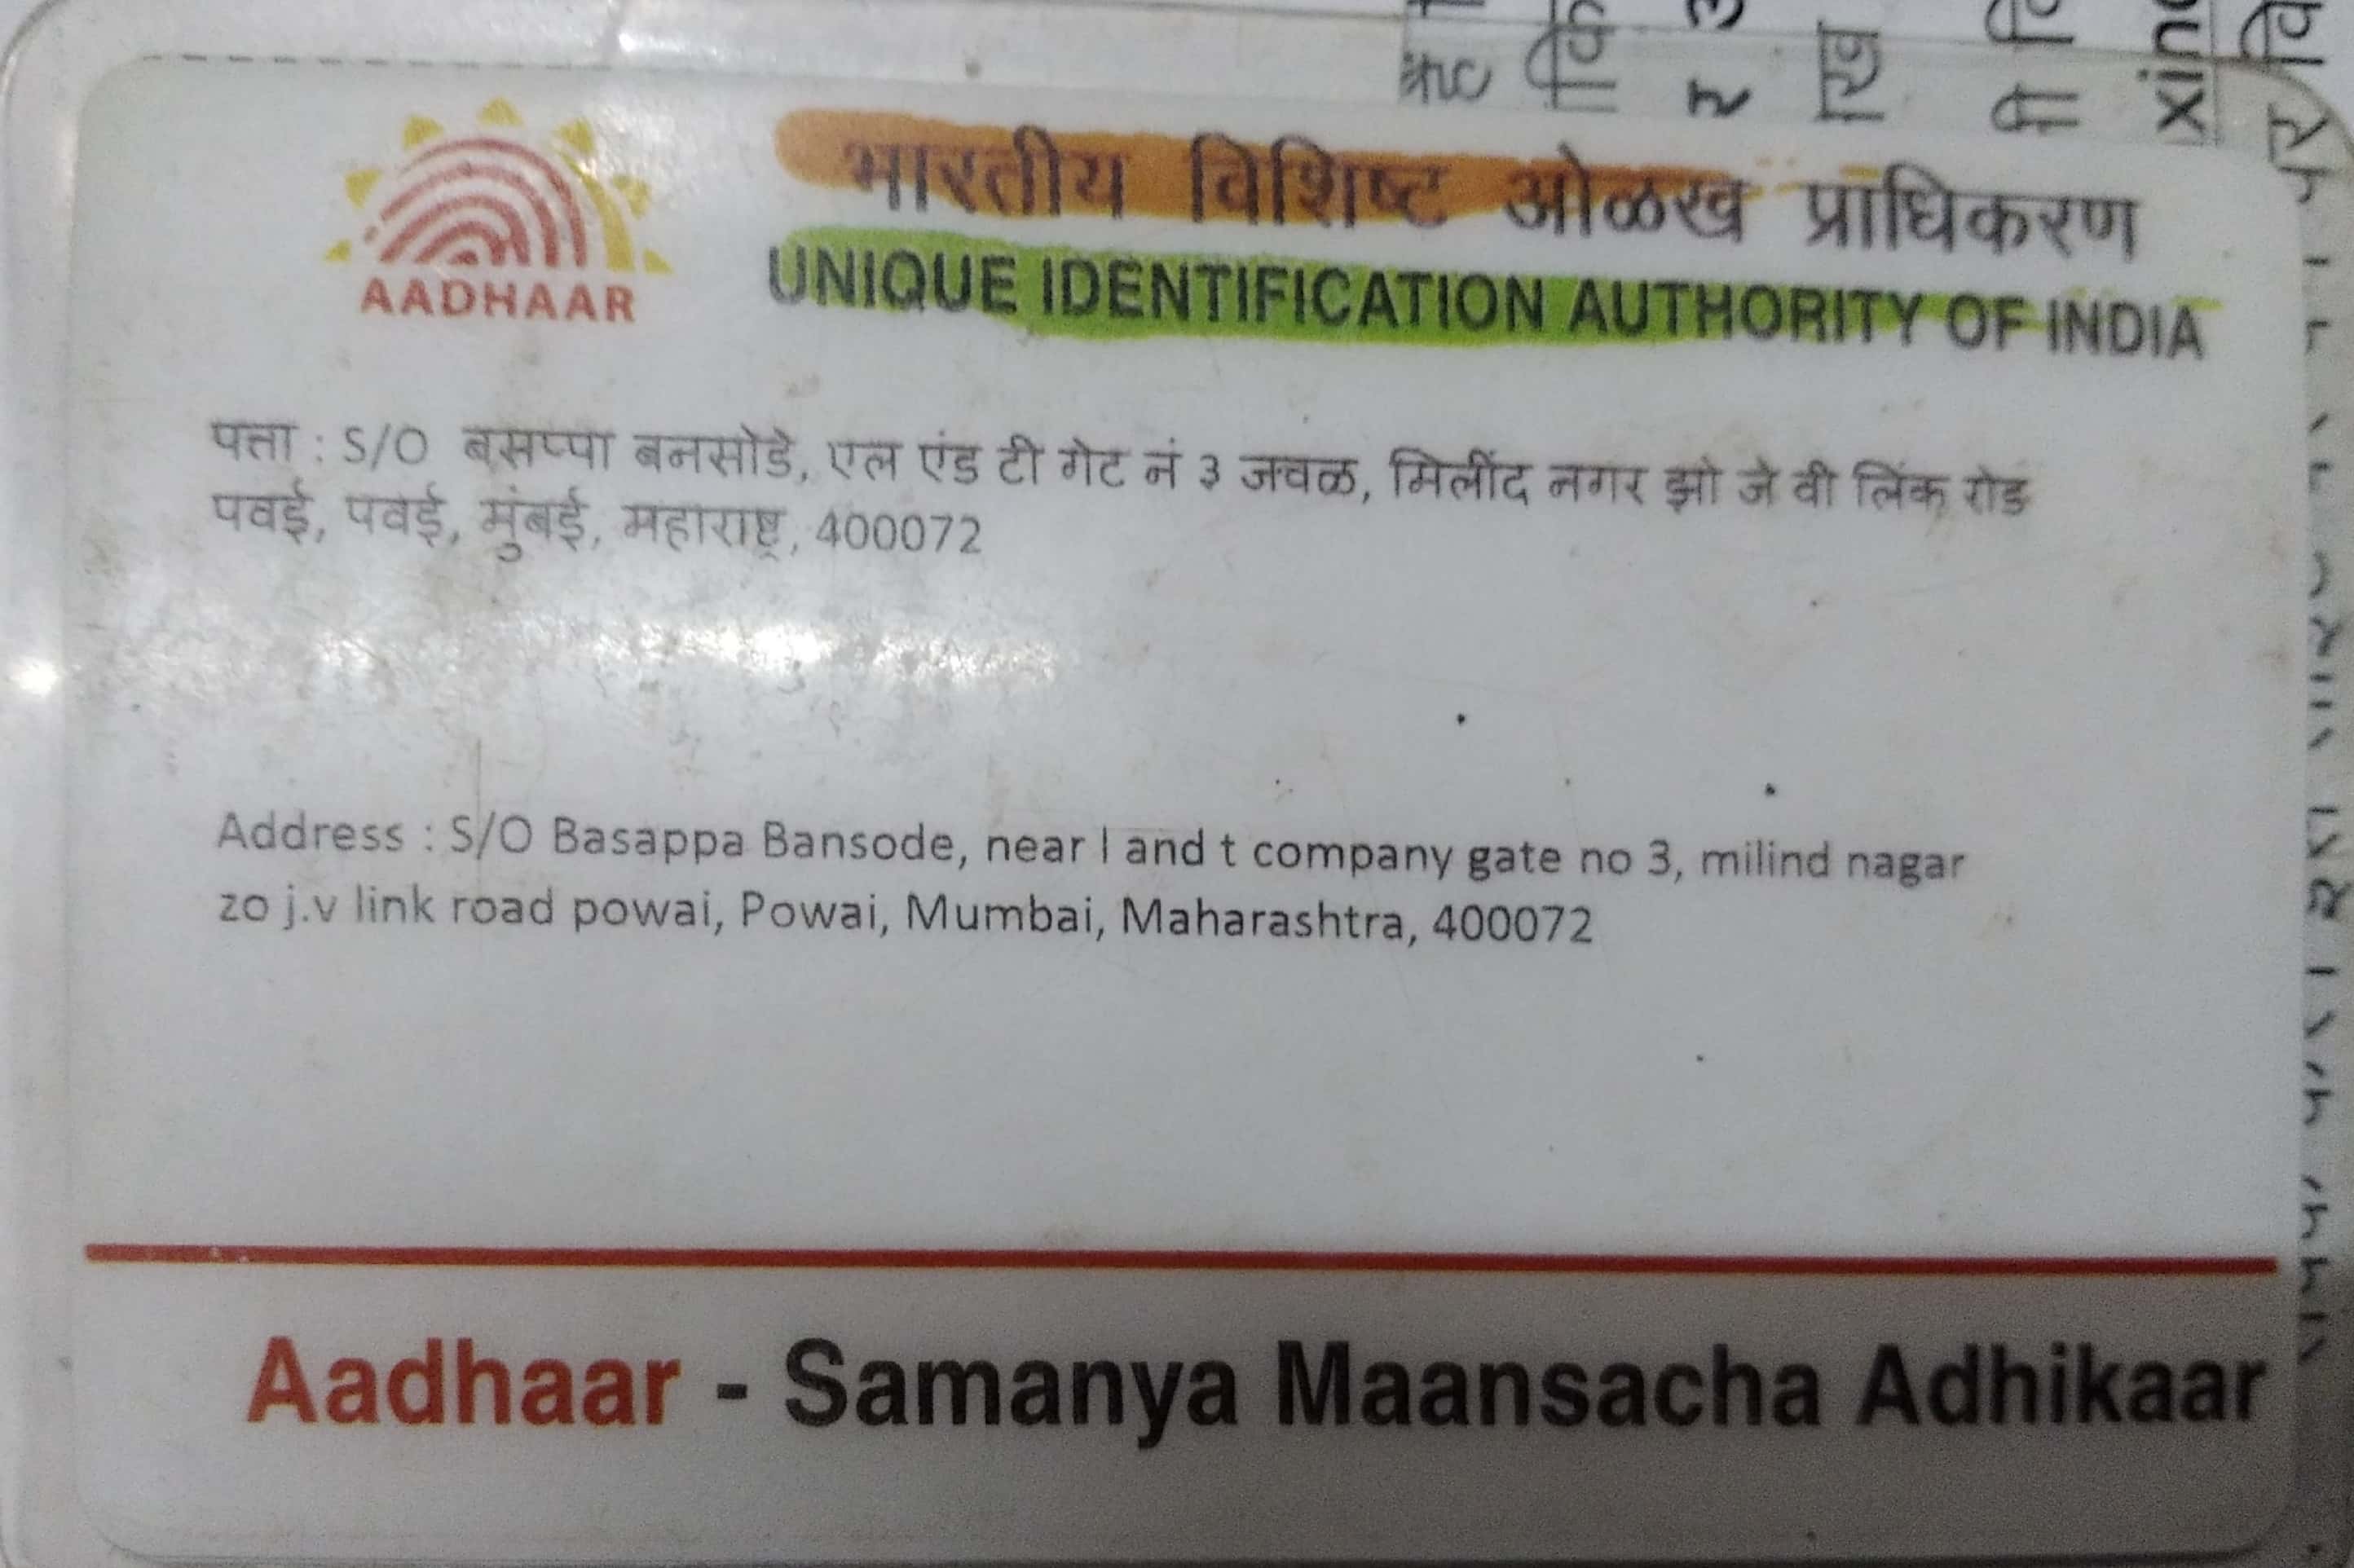 AADHAAR
भारतीय विशिष्ट ओळख प्राधिकरण
UNIQUE IDENTIFICATION AUTHORITY OF INDIA
पत्ता : S/O बसप्पा बनसोडे, एल एंड टी गेट नं ३ जवळ, मिलींद नगर झो जे वी लिंक रोड
पवई, पवई, मुंबई, महाराष्ट्र, 400072
Address : S/O Basappa Bansode, near l and t company gate no 3, milind nagar
zo j.v link road powai, Powai, Mumbai, Maharashtra, 400072
Aadhaar - Samanya Maansacha Adhikaar